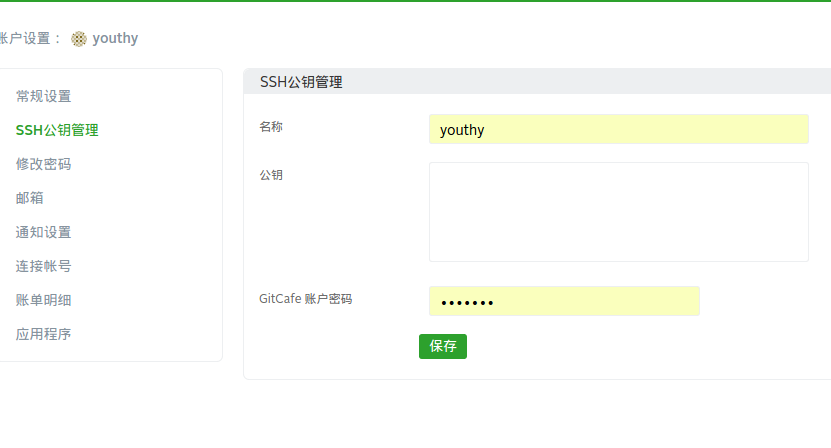 账户设置： youthy
常规设置
SSH公钥管理
修改密码
邮箱
通知设置
连接帐号
账单明细
应用程序
SSH公钥管理
名称
youthy
公钥
GitCafe 账户密码
•••••••
保存